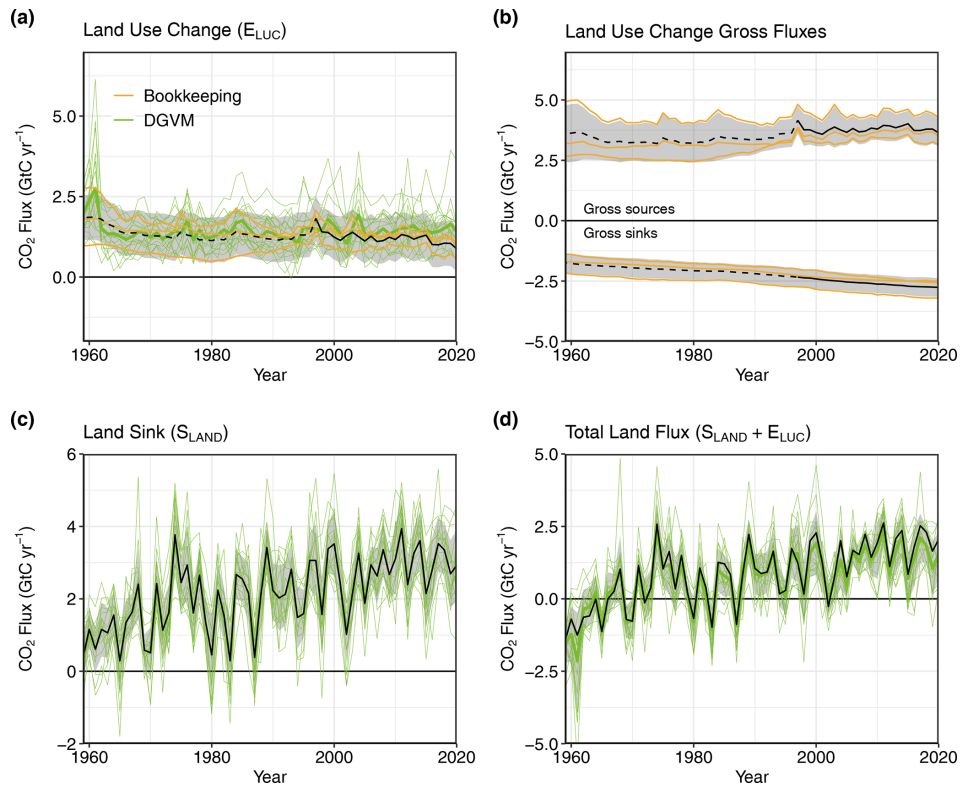 (a)
Land Use Change (E_LUC)
CO₂ Flux (GtC yr⁻¹)
5.0
2.5
0.0
Bookkeeping
DGVM
1960
1980
2000
2020
Year
(b)
Land Use Change Gross Fluxes
CO₂ Flux (GtC yr⁻¹)
5.0
2.5
0.0
−2.5
−5.0
Gross sources
Gross sinks
1960
1980
2000
2020
Year
(c)
Land Sink (S_LAND)
CO₂ Flux (GtC yr⁻¹)
6
4
2
0
−2
1960
1980
2000
2020
Year
(d)
Total Land Flux (S_LAND + E_LUC)
CO₂ Flux (GtC yr⁻¹)
5.0
2.5
0.0
−2.5
−5.0
1960
1980
2000
2020
Year